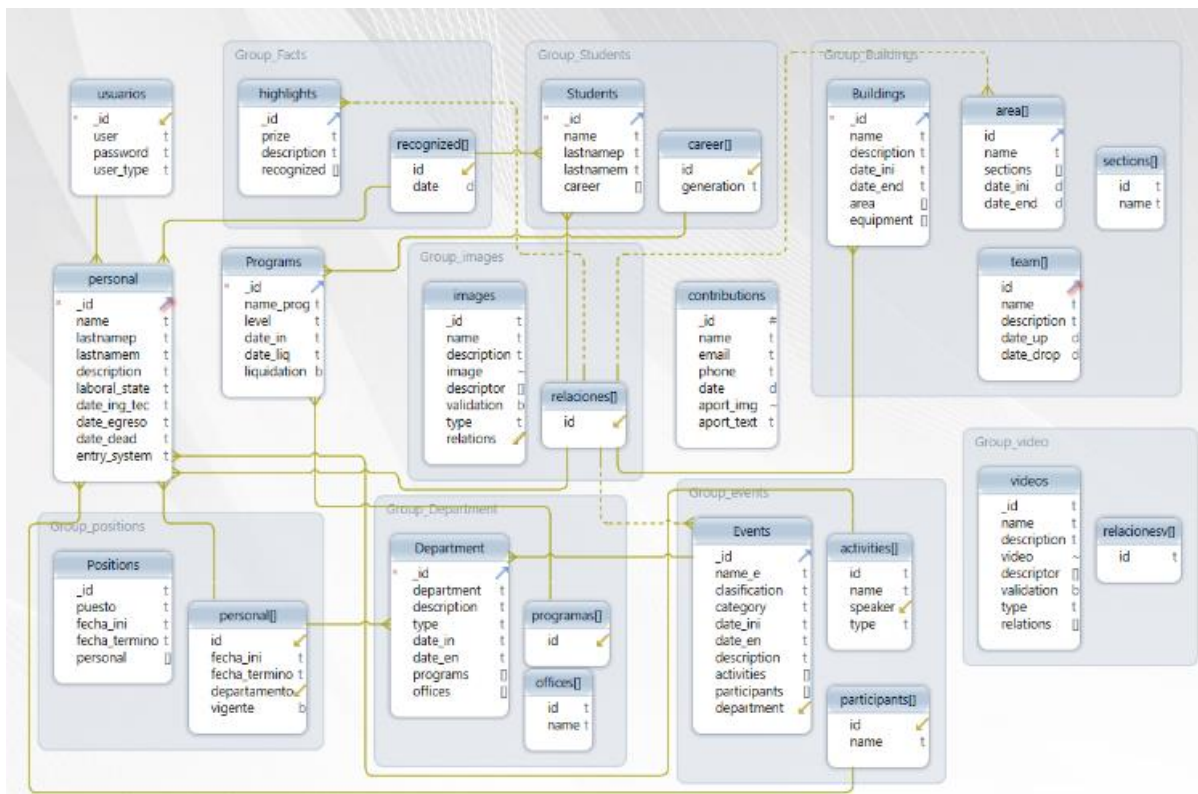 Group_Facts
highlights
_id
prize t
description t
recognized []
recognized[]
id
date d
Group_Students
Students
* _id
name t
lastnamep t
lastnamem t
career []
career[]
id
generation t
Group_Buildings
Buildings
* _id
name t
description t
date_ini t
date_end t
area []
equipment []
area[]
id
name t
sections []
date_ini d
date_end d
sections[]
id t
name t
team[]
id
name t
description t
date_up d
date_drop d
usuarios
* _id
user t
password t
user_type t
personal
* _id
name t
lastnamep t
lastnamem t
description t
laboral_state t
date_ing_tec t
date_egreso t
date_dead t
entry_system t
Programs
* _id
name_prog t
level t
date_in t
date_liq t
liquidation b
Group_images
images
_id t
name t
description t
image ~
descriptor []
validation b
type t
relations
relaciones[]
id
contributions
_id #
name t
email t
phone t
date d
aport_img ~
aport_text t
Group_video
videos
_id t
name t
description t
video ~
descriptor []
validation b
type t
relations []
relacionesv[]
id t
Group_positions
Positions
_id t
puesto t
fecha_ini t
fecha_termino t
personal []
personal[]
id
fecha_ini t
fecha_termino t
departamento
vigente b
Group_Department
Department
* _id
department t
description t
type t
date_in t
date_en t
programs []
offices []
programas[]
id
offices[]
id t
name t
Group_events
Events
_id
name_e t
clasification t
category t
date_ini t
date_en t
description t
activities []
participants []
department
activities[]
id t
name t
speaker
type t
participants[]
id
name t